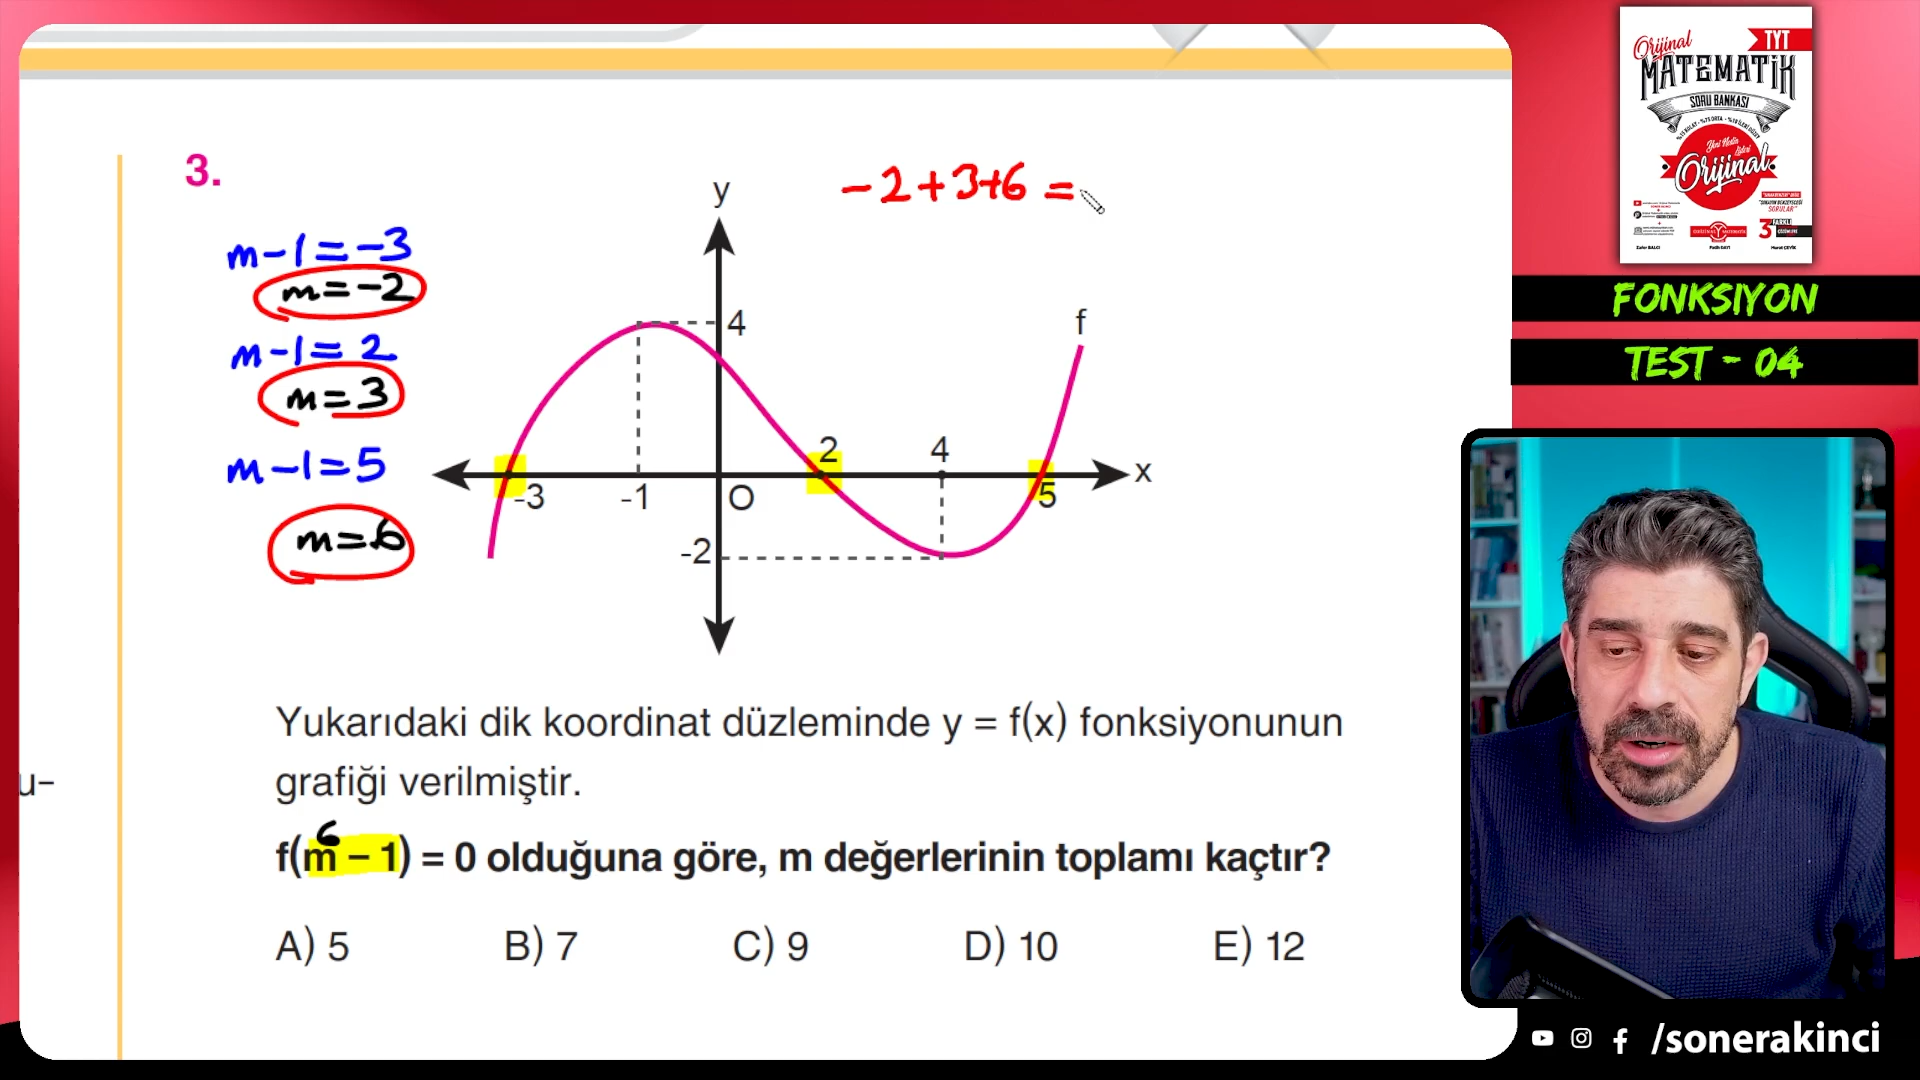 3.
-2+3+6=
m-1=-3
m=-2
m-1=2
m=3
m-1=5
m=6
y
4
f
2
4
x
-3
-1
O
5
-2
Yukarıdaki dik koordinat düzleminde y = f(x) fonksiyonunun
grafiği verilmiştir.
6
f(m – 1) = 0 olduğuna göre, m değerlerinin toplamı kaçtır?
A) 5 B) 7 C) 9 D) 10 E) 12
u-
Orijinal
TYT
MATEMATİK
SORU BANKASI
Orijinal
FONKSIYON
TEST - 04
/sonerakinci